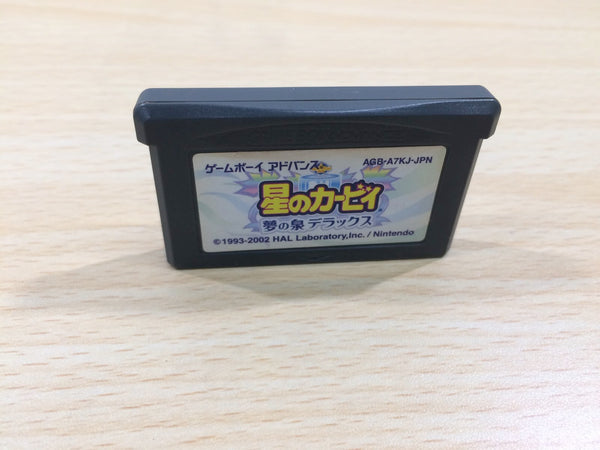 ゲームボーイ アドバンス
AGB-A7KJ-JPN
星のカービィ
夢の泉デラックス
©1993-2002 HAL Laboratory,Inc. / Nintendo